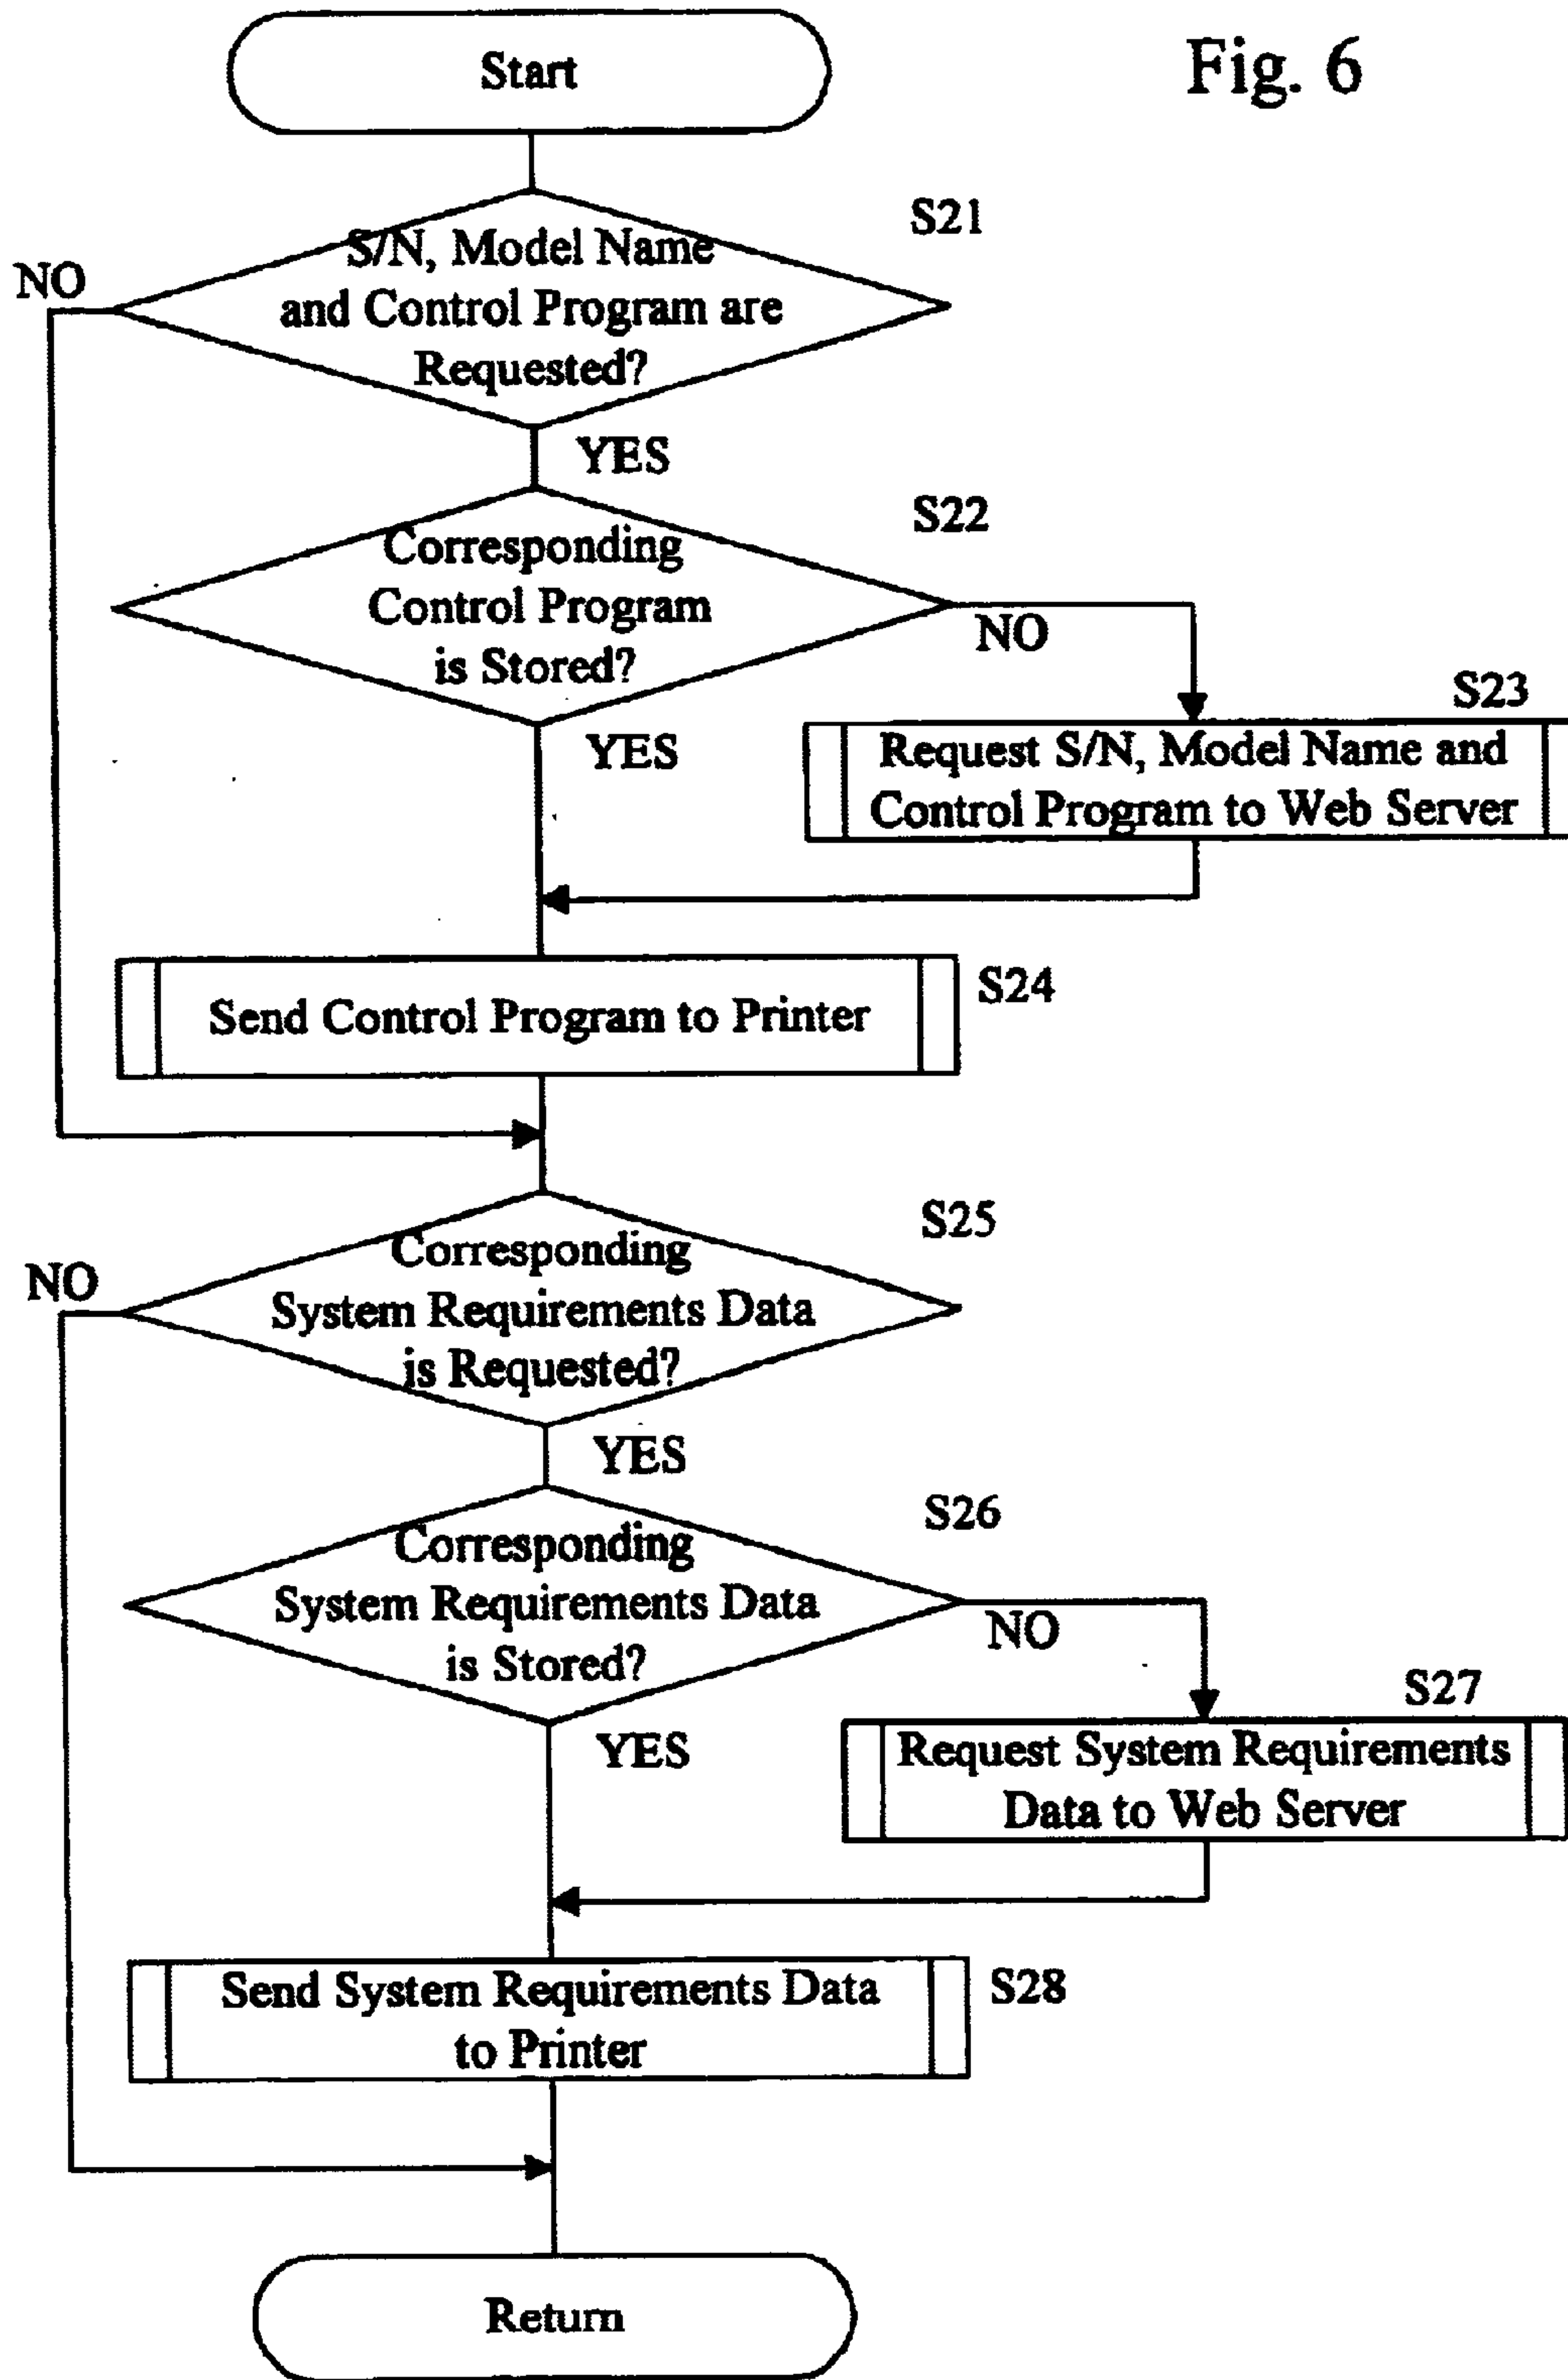 Fig. 6
Start
S21
S/N, Model Name
and Control Program are
Requested?
NO
YES
S22
Corresponding
Control Program
is Stored?
NO
YES
S23
Request S/N, Model Name and
Control Program to Web Server
Send Control Program to Printer
S24
S25
Corresponding
System Requirements Data
is Requested?
NO
YES
S26
Corresponding
System Requirements Data
is Stored?
NO
YES
S27
Request System Requirements
Data to Web Server
Send System Requirements Data
to Printer
S28
Return